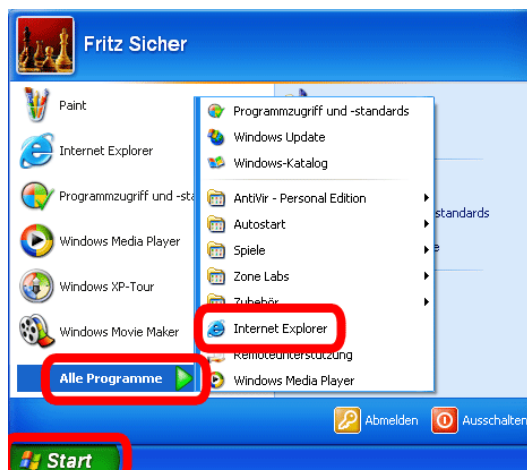 Fritz Sicher
Paint
Internet Explorer
Programmzugriff und -sta
Windows Media Player
Windows XP-Tour
Windows Movie Maker
Alle Programme
Programmzugriff und -standards
Windows Update
Windows-Katalog
AntiVir - Personal Edition
Autostart
Spiele
Zone Labs
Zubehör
Internet Explorer
Remoteunterstützung
Windows Media Player
standards
e
Abmelden
Ausschalten
Start